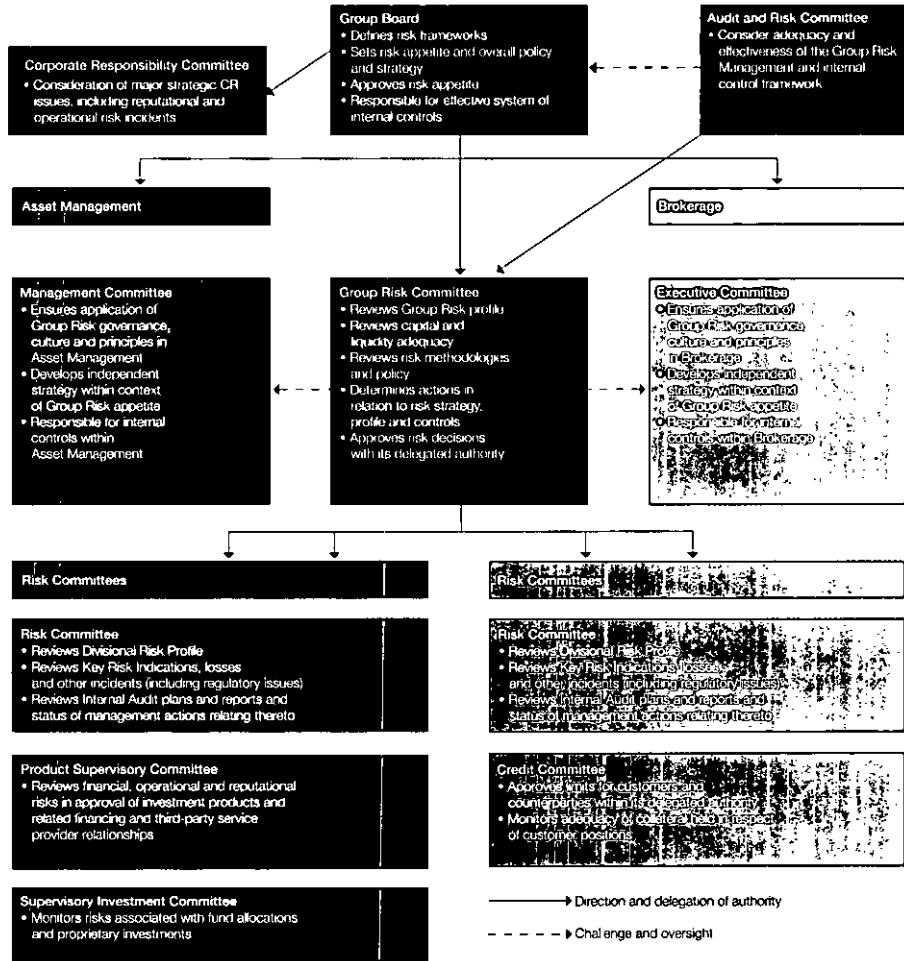 Group Board
• Defines risk frameworks
• Sets risk appetite and overall policy
and strategy
• Approves risk appetite
• Responsible for effective system of
internal controls
Audit and Risk Committee
• Consider adequacy and
effectiveness of the Group Risk
Management and internal
control framework
Corporate Responsibility Committee
• Consideration of major strategic CR
issues, including reputational and
operational risk incidents
Asset Management
Brokerage
Management Committee
• Ensures application of
Group Risk governance,
culture and principles in
Asset Management
• Develops independent
strategy within context
of Group Risk appetite
• Responsible for internal
controls within
Asset Management
Group Risk Committee
• Reviews Group Risk profile
• Reviews capital and
liquidity adequacy
• Reviews risk methodologies
and policy
• Determines actions in
relation to risk strategy,
profile and controls
• Approves risk decisions
with its delegated authority
Executive Committee
• Ensures application of
Group Risk governance,
culture and principles
in Brokerage
• Develops independent
strategy within context
of Group Risk appetite
• Responsible for internal
controls within Brokerage
Risk Committees
Risk Committee
• Reviews Divisional Risk Profile
• Reviews Key Risk Indications, losses
and other incidents (including regulatory issues)
• Reviews Internal Audit plans and reports and
status of management actions relating thereto
Product Supervisory Committee
• Reviews financial, operational and reputational
risks in approval of investment products and
related financing and third-party service
provider relationships
Supervisory Investment Committee
• Monitors risks associated with fund allocations
and proprietary investments
Risk Committees
Risk Committee
• Reviews Divisional Risk Profile
• Reviews Key Risk Indications, losses
and other incidents (including regulatory issues)
• Reviews Internal Audit plans and reports and
status of management actions relating thereto
Credit Committee
• Approves limits for customers and
counterparties within its delegated authority
• Monitors adequacy of collateral held in respect
of customer positions
Direction and delegation of authority
Challenge and oversight